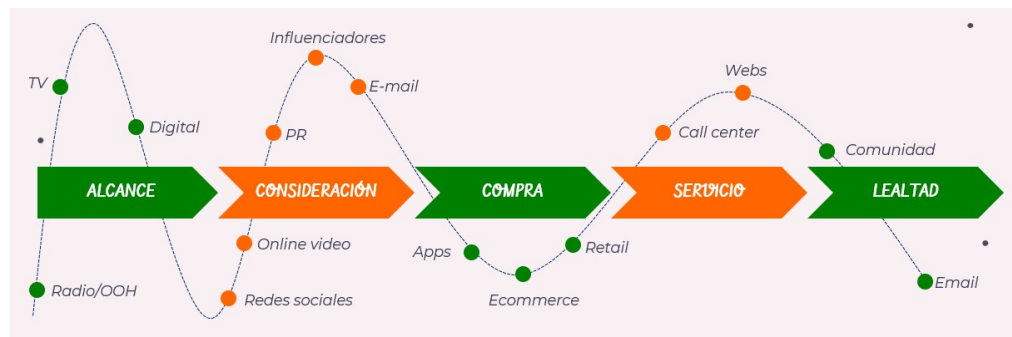 Influenciadores
Webs
TV
E-mail
Digital
PR
Call center
Comunidad
ALCANCE
CONSIDERACIÓN
COMPRA
SERVICIO
LEALTAD
Online video
Apps
Retail
Radio/OOH
Redes sociales
Ecommerce
Email